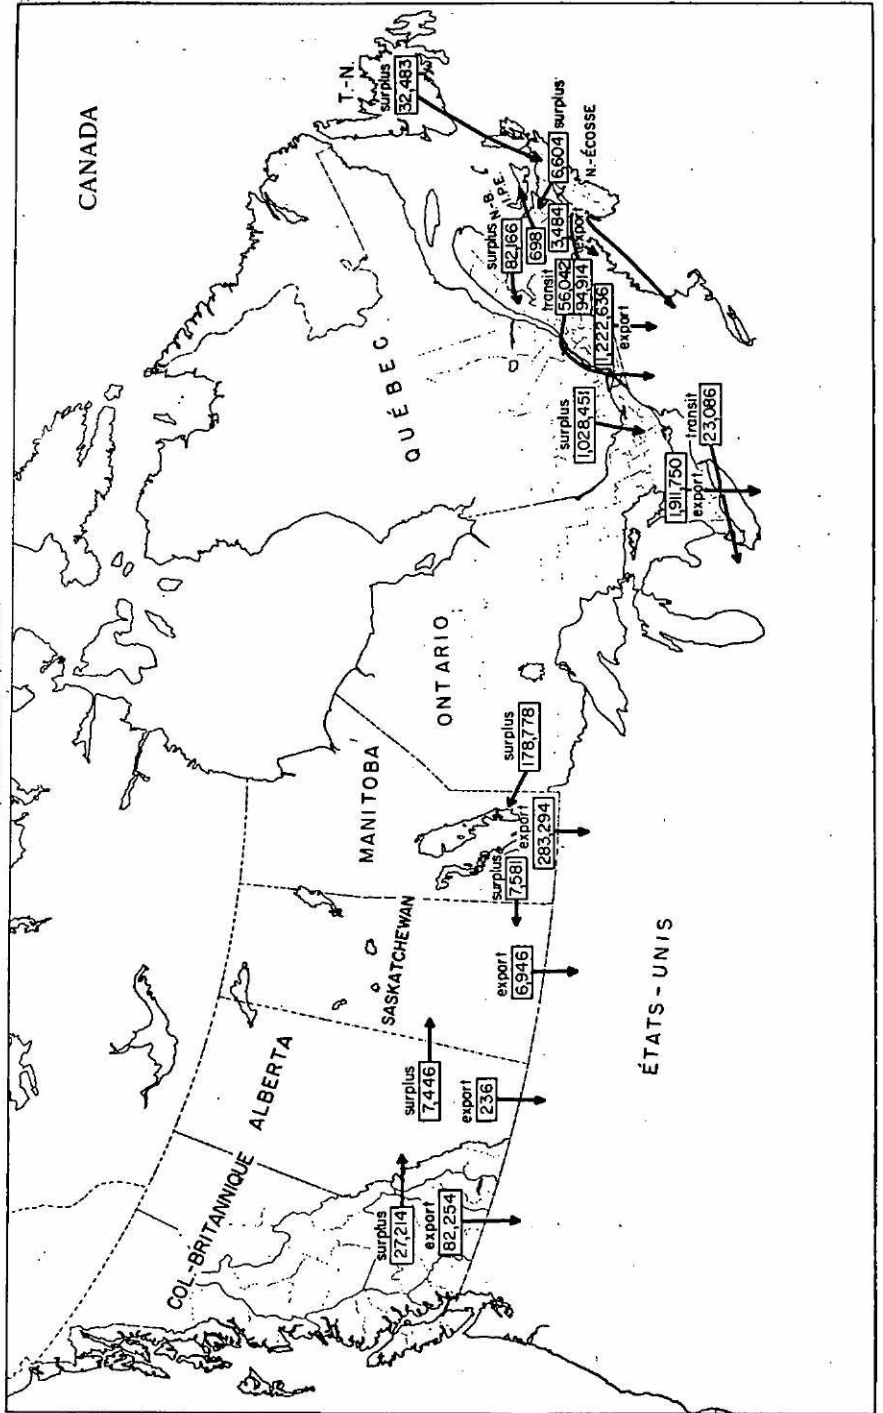 CANADA
COL.-BRITANNIQUE
ALBERTA
SASKATCHEWAN
MANITOBA
ONTARIO
QUÉBEC
T.-N.
surplus
32,483
surplus
27,214
export
82,254
surplus
7,446
export
236
export
6,946
surplus
7,581
export
283,294
surplus
178,778
surplus
1,028,451
1,911,750
export
transit
23,086
surplus
82,166
N.-B.
I.P.E.
698
3,484
export
6,604 surplus
N.-ÉCOSSE
transit
56,042
94,914
1,222,636
export
ÉTATS-UNIS